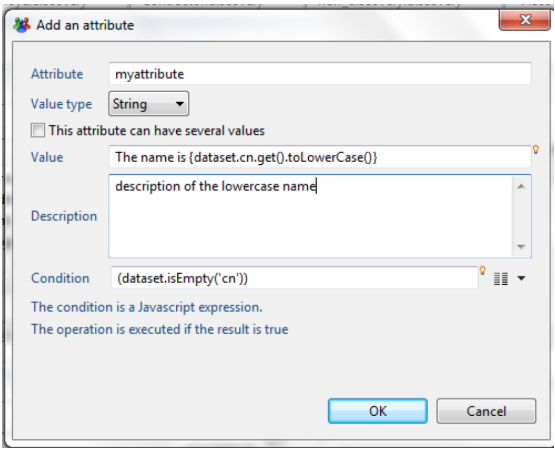 Add an attribute
Attribute myattribute
Value type String
This attribute can have several values
Value The name is {dataset.cn.get().toLowerCase()}
description of the lowercase name
Description
Condition (dataset.isEmpty('cn'))
The condition is a Javascript expression.
The operation is executed if the result is true
OK Cancel